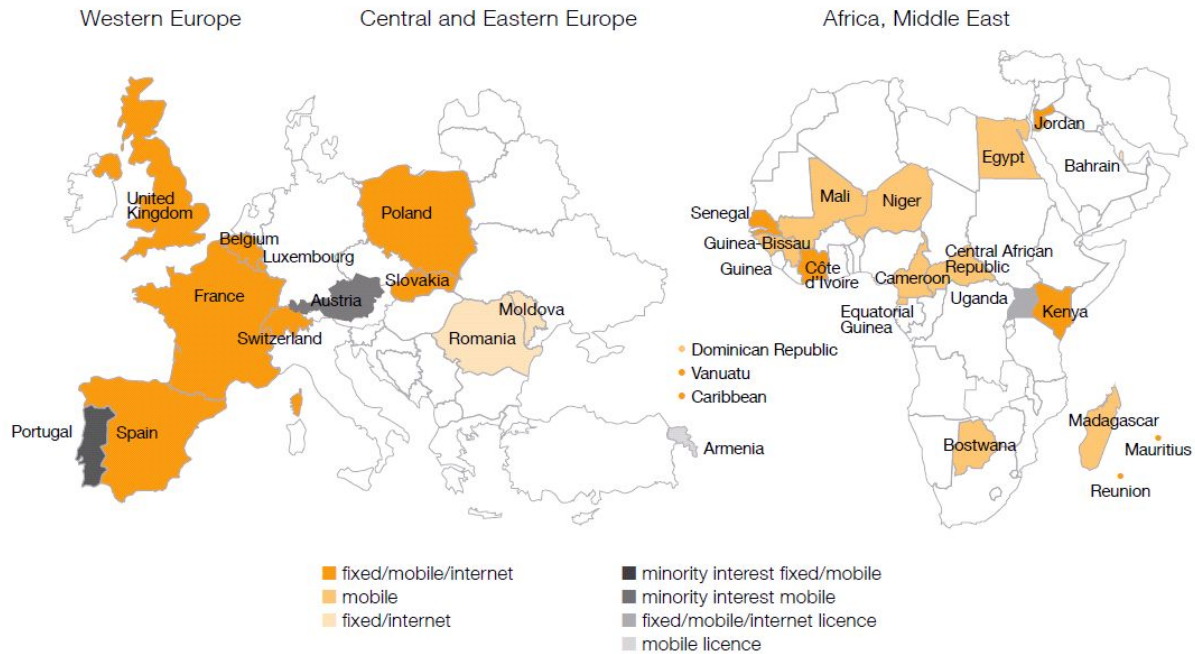 Western Europe
Central and Eastern Europe
Africa, Middle East
United
Kingdom
Belgium
Luxembourg
France
Switzerland
Portugal
Spain
Poland
Slovakia
Austria
Moldova
Romania
Armenia
Dominican Republic
Vanuatu
Caribbean
Jordan
Egypt
Bahrain
Mali
Niger
Senegal
Guinea-Bissau
Guinea
Côte
d'Ivoire
Cameroon
Central African
Republic
Equatorial
Guinea
Uganda
Kenya
Madagascar
Mauritius
Bostwana
Reunion
fixed/mobile/internet
mobile
fixed/internet
minority interest fixed/mobile
minority interest mobile
fixed/mobile/internet licence
mobile licence